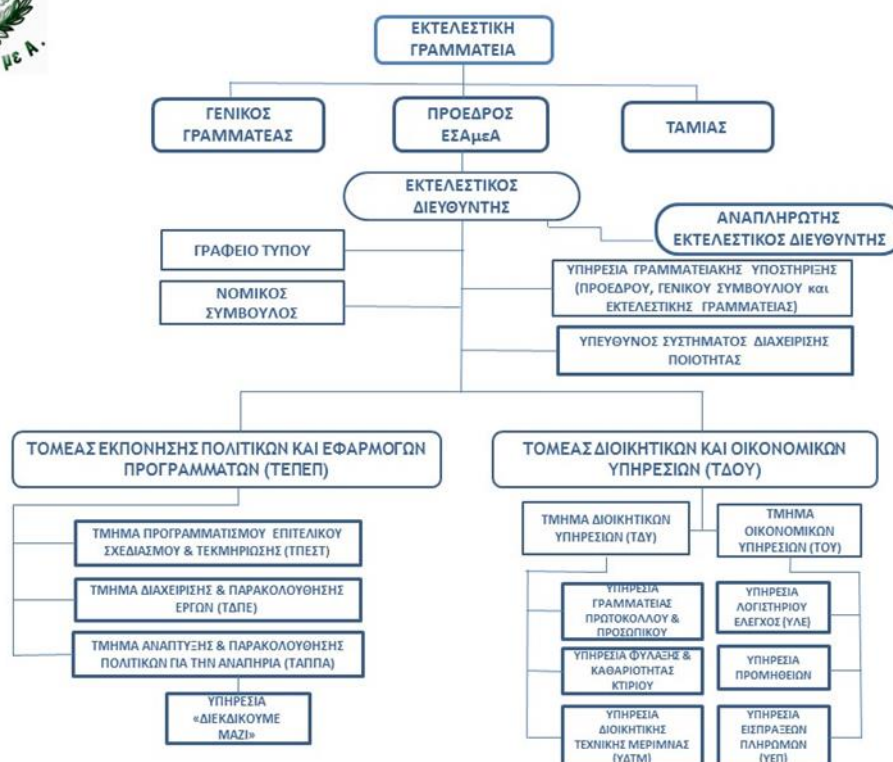 με Α.
ΕΚΤΕΛΕΣΤΙΚΗ
ΓΡΑΜΜΑΤΕΙΑ
ΓΕΝΙΚΟΣ
ΓΡΑΜΜΑΤΕΑΣ
ΠΡΟΕΔΡΟΣ
ΕΣΑμεΑ
ΤΑΜΙΑΣ
ΕΚΤΕΛΕΣΤΙΚΟΣ
ΔΙΕΥΘΥΝΤΗΣ
ΑΝΑΠΛΗΡΩΤΗΣ
ΕΚΤΕΛΕΣΤΙΚΟΣ ΔΙΕΥΘΥΝΤΗΣ
ΓΡΑΦΕΙΟ ΤΥΠΟΥ
ΥΠΗΡΕΣΙΑ ΓΡΑΜΜΑΤΕΙΑΚΗΣ ΥΠΟΣΤΗΡΙΞΗΣ
(ΠΡΟΕΔΡΟΥ, ΓΕΝΙΚΟΥ ΣΥΜΒΟΥΛΙΟΥ και
ΕΚΤΕΛΕΣΤΙΚΗΣ ΓΡΑΜΜΑΤΕΙΑΣ)
ΝΟΜΙΚΟΣ
ΣΥΜΒΟΥΛΟΣ
ΥΠΕΥΘΥΝΟΣ ΣΥΣΤΗΜΑΤΟΣ ΔΙΑΧΕΙΡΙΣΗΣ
ΠΟΙΟΤΗΤΑΣ
ΤΟΜΕΑΣ ΕΚΠΟΝΗΣΗΣ ΠΟΛΙΤΙΚΩΝ ΚΑΙ ΕΦΑΡΜΟΓΩΝ
ΠΡΟΓΡΑΜΜΑΤΩΝ (ΤΕΠΕΠ)
ΤΜΗΜΑ ΠΡΟΓΡΑΜΜΑΤΙΣΜΟΥ ΕΠΙΤΕΛΙΚΟΥ
ΣΧΕΔΙΑΣΜΟΥ & ΤΕΚΜΗΡΙΩΣΗΣ (ΤΠΕΣΤ)
ΤΜΗΜΑ ΔΙΑΧΕΙΡΙΣΗΣ & ΠΑΡΑΚΟΛΟΥΘΗΣΗΣ
ΕΡΓΩΝ (ΤΔΠΕ)
ΤΜΗΜΑ ΑΝΑΠΤΥΞΗΣ & ΠΑΡΑΚΟΛΟΥΘΗΣΗΣ
ΠΟΛΙΤΙΚΩΝ ΓΙΑ ΤΗΝ ΑΝΑΠΗΡΙΑ (ΤΑΠΠΑ)
ΥΠΗΡΕΣΙΑ
«ΔΙΕΚΔΙΚΟΥΜΕ
ΜΑΖΙ»
ΤΟΜΕΑΣ ΔΙΟΙΚΗΤΙΚΩΝ ΚΑΙ ΟΙΚΟΝΟΜΙΚΩΝ
ΥΠΗΡΕΣΙΩΝ (ΤΔΟΥ)
ΤΜΗΜΑ ΔΙΟΙΚΗΤΙΚΩΝ
ΥΠΗΡΕΣΙΩΝ (ΤΔΥ)
ΤΜΗΜΑ
ΟΙΚΟΝΟΜΙΚΩΝ
ΥΠΗΡΕΣΙΩΝ (ΤΟΥ)
ΥΠΗΡΕΣΙΑ
ΓΡΑΜΜΑΤΕΙΑΣ
ΠΡΩΤΟΚΟΛΛΟΥ &
ΠΡΟΣΩΠΙΚΟΥ
ΥΠΗΡΕΣΙΑ ΦΥΛΑΞΗΣ &
ΚΑΘΑΡΙΟΤΗΤΑΣ
ΚΤΙΡΙΟΥ
ΥΠΗΡΕΣΙΑ
ΔΙΟΙΚΗΤΙΚΗΣ
ΤΕΧΝΙΚΗΣ ΜΕΡΙΜΝΑΣ
(ΥΔΤΜ)
ΥΠΗΡΕΣΙΑ
ΛΟΓΙΣΤΗΡΙΟΥ
ΕΛΕΓΧΟΣ (ΥΛΕ)
ΥΠΗΡΕΣΙΑ
ΠΡΟΜΗΘΕΙΩΝ
ΥΠΗΡΕΣΙΑ
ΕΙΣΠΡΑΞΕΩΝ
ΠΛΗΡΩΜΩΝ
(ΥΕΠ)